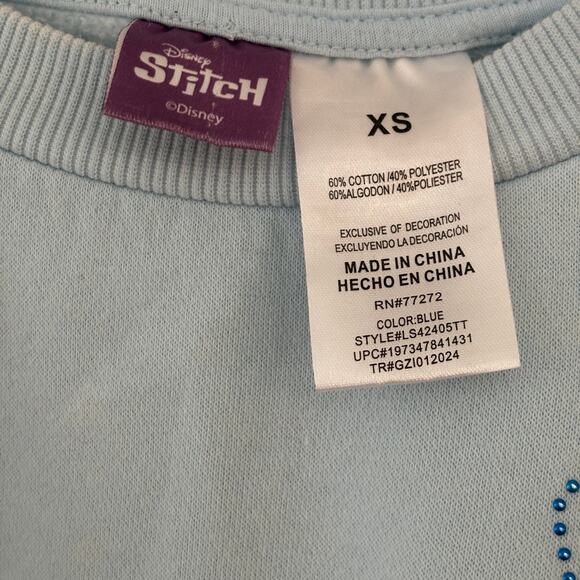 Disney
STITCH
©Disney
XS
60% COTTON /40% POLYESTER
60%ALGODON / 40%POLIESTER
EXCLUSIVE OF DECORATION
EXCLUYENDO LA DECORACIÓN
MADE IN CHINA
HECHO EN CHINA
RN#77272
COLOR:BLUE
STYLE#LS42405TT
UPC#197347841431
TR#GZI012024